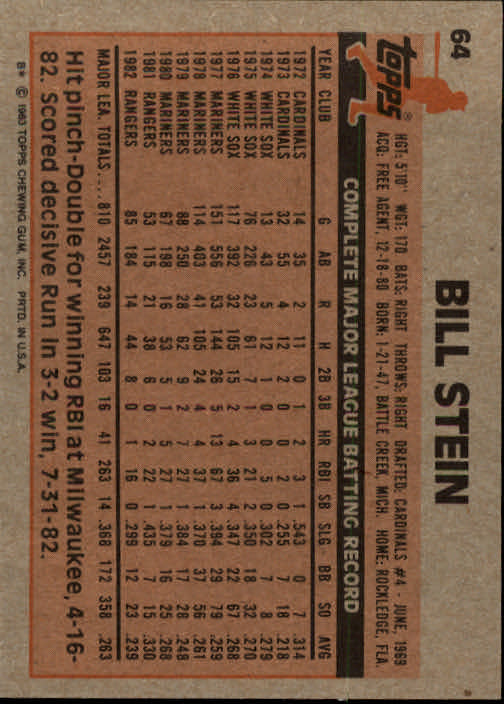 64
topps®
BILL STEIN
HGT: 5'10" WGT: 170 BATS: RIGHT THROWS: RIGHT DRAFTED: CARDINALS #4 - JUNE, 1969
ACQ: FREE AGENT, 12-18-80 BORN: 1-21-47, BATTLE CREEK, MICH. HOME: ROCKLEDGE, FLA.
COMPLETE MAJOR LEAGUE BATTING RECORD
YEAR CLUB G AB R H 2B 3B HR RBI SB SLG BB SO AVG
1972 CARDINALS 14 35 2 11 0 1 2 3 1 .543 0 7 .314
1973 CARDINALS 32 55 4 12 2 0 0 2 0 .255 7 18 .218
1974 WHITE SOX 13 43 5 12 1 0 0 5 0 .302 7 8 .279
1975 WHITE SOX 76 226 23 61 7 1 3 21 2 .350 18 32 .270
1976 WHITE SOX 117 392 32 105 15 2 4 36 4 .347 22 67 .268
1977 MARINERS 151 556 53 144 26 5 13 67 3 .394 29 79 .259
1978 MARINERS 114 403 41 105 24 4 4 37 1 .370 37 56 .261
1979 MARINERS 88 250 28 62 9 2 7 27 1 .384 17 28 .248
1980 MARINERS 67 198 16 53 5 1 5 27 1 .379 16 25 .268
1981 RANGERS 53 115 21 38 6 0 2 22 1 .435 7 15 .330
1982 RANGERS 85 184 14 44 8 0 1 16 0 .299 12 23 .239
MAJOR LEA. TOTALS.... 810 2457 239 647 103 16 41 263 14 .368 172 358 .263
Hit pinch-Double for winning RBI at Milwaukee, 4-16-
82. Scored decisive Run in 3-2 win, 7-31-82.
B* © 1983 TOPPS CHEWING GUM, INC. PRTD. IN U.S.A.